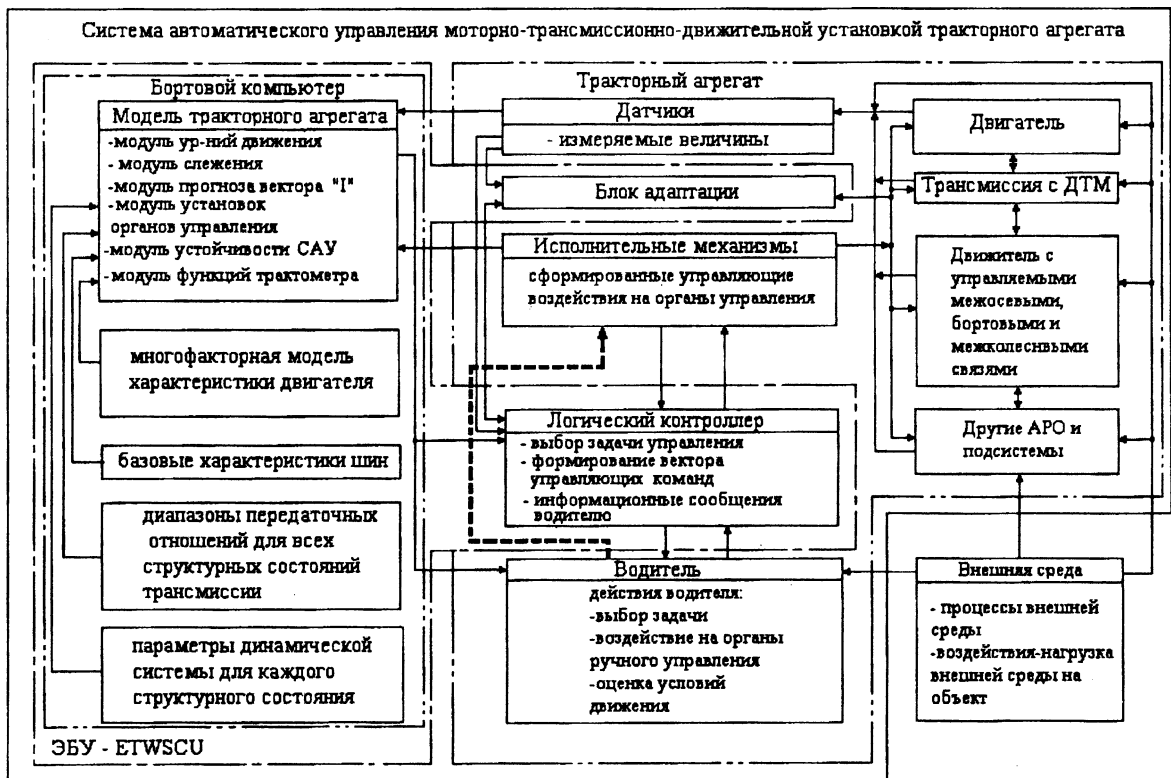 Система автоматического управления моторно-трансмиссионно-движительной установкой тракторного агрегата
Бортовой компьютер
Модель тракторного агрегата
-модуль ур-ний движения
- модуль слежения
-модуль прогноза вектора "I"
-модуль установок
органов управления
-модуль устойчивости САУ
-модуль функций трактометра
многофакторная модель
характеристики двигателя
базовые характеристики шин
диапазоны передаточных
отношений для всех
структурных состояний
трансмиссии
параметры динамической
системы для каждого
структурного состояния
ЭБУ - ETWSCU
Тракторный агрегат
Датчики
- измеряемые величины
Блок адаптации
Исполнительные механизмы
сформированные управляющие
воздействия на органы управления
Логический контроллер
- выбор задачи управления
- формирование вектора
управляющих команд
- информационные сообщения
водителю
Водитель
действия водителя:
-выбор задачи
-воздействие на органы
ручного управления
-оценка условий
движения
Двигатель
Трансмиссия с ДТМ
Движитель с
управляемыми
межосевыми,
бортовыми и
межколесивыми
связями
Другие АРО и
подсистемы
Внешняя среда
- процессы внешней
среды
-воздействия-нагрузка
внешней среды на
объект